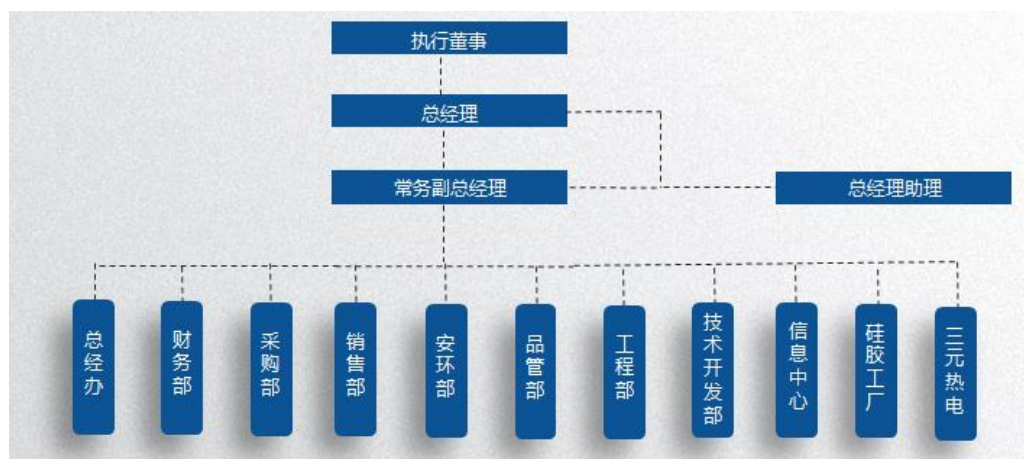 执行董事
总经理
常务副总经理
总经理助理
总经办
财务部
采购部
销售部
安环部
品管部
工程部
技术开发部
信息中心
硅胶工厂
三元热电